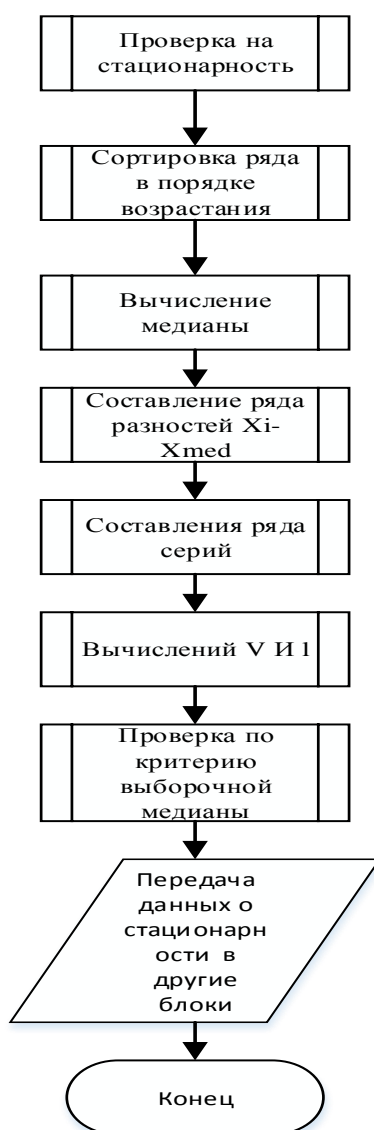 Проверка на
стационарность
Сортировка ряда
в порядке
возрастания
Вычисление
медианы
Составление ряда
разностей Xi-
Xmed
Составления ряда
серий
Вычислений V И l
Проверка по
критерию
выборочной
медианы
Передача
данных о
стационарн
ости в
другие
блоки
Конец